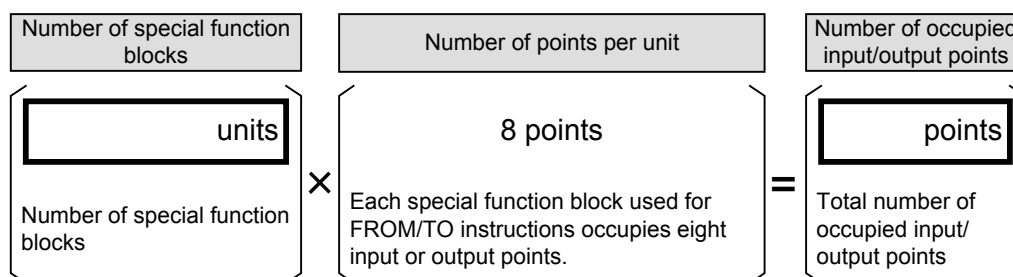 Number of special function
blocks
Number of points per unit
Number of occupied
input/output points
units
8 points
points
×
=
Number of special function
blocks
Each special function block used for
FROM/TO instructions occupies eight
input or output points.
Total number of
occupied input/
output points